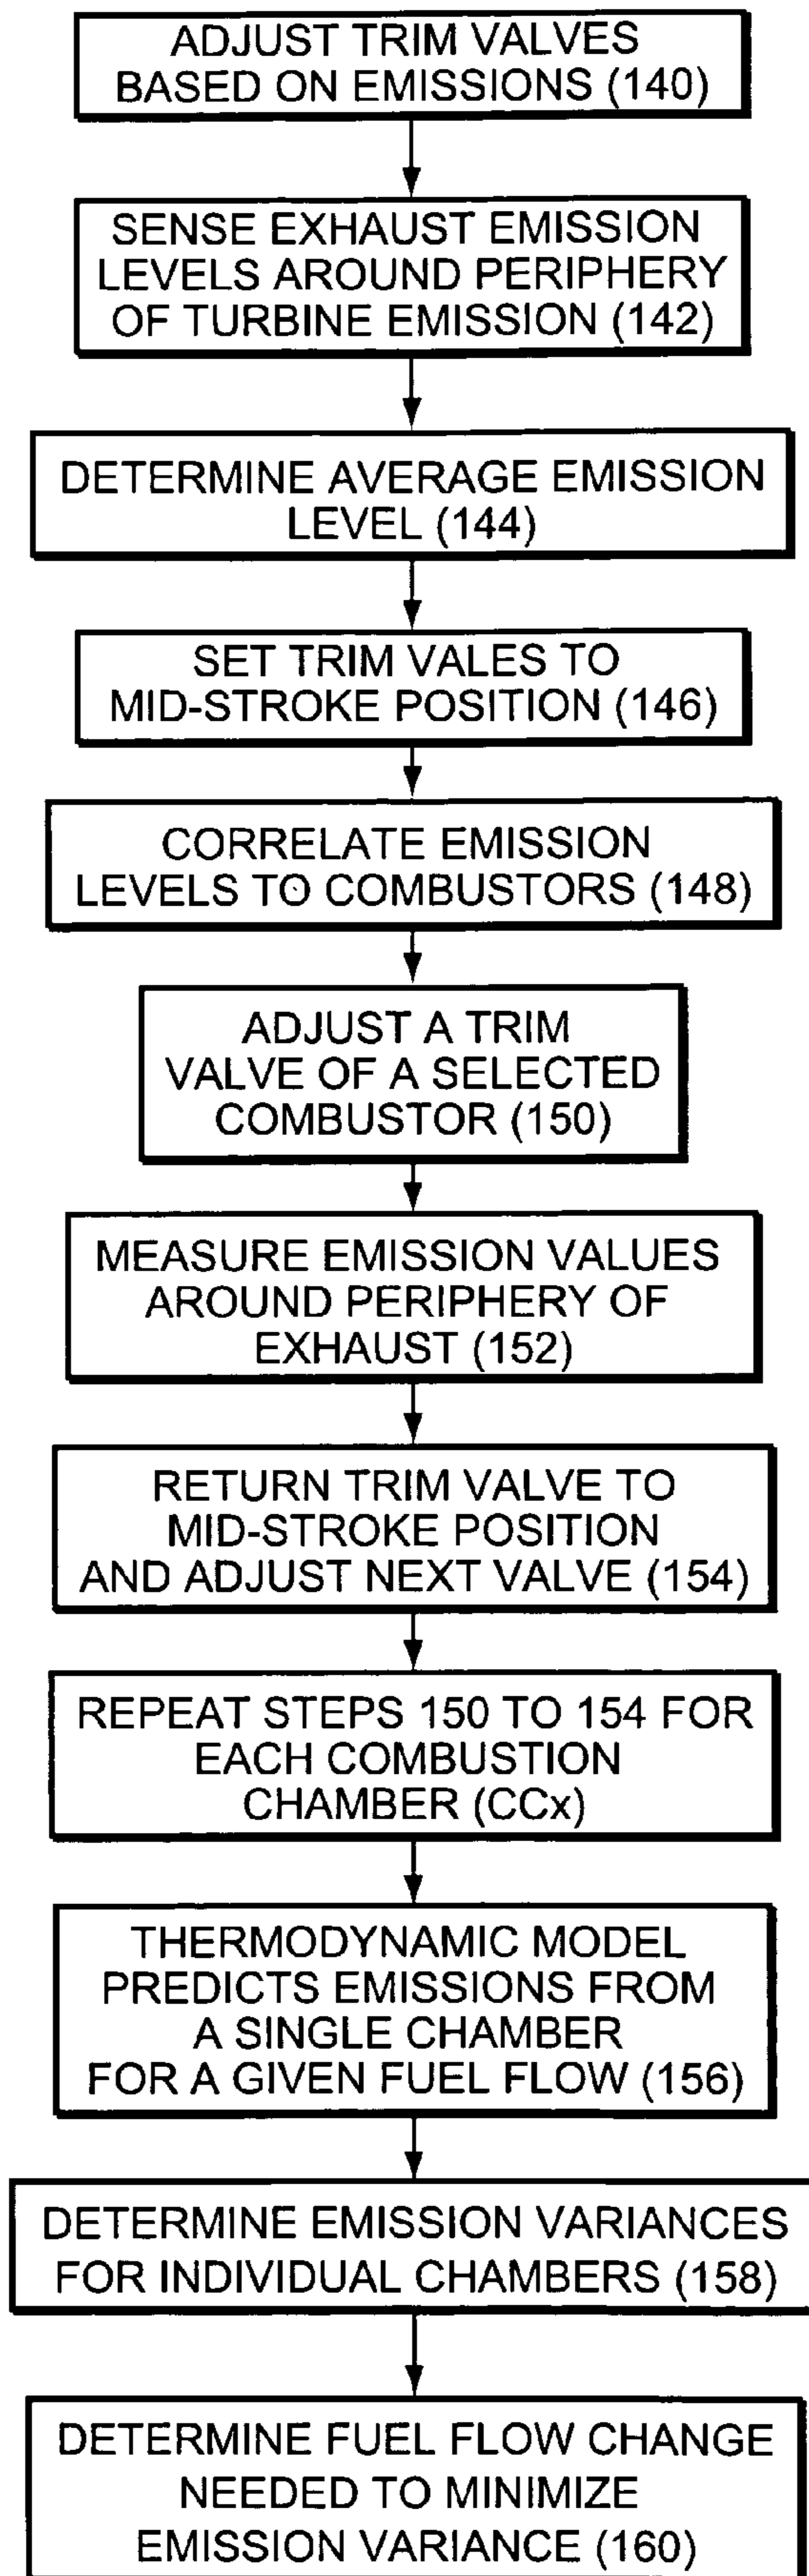 ADJUST TRIM VALVES
BASED ON EMISSIONS (140)
SENSE EXHAUST EMISSION
LEVELS AROUND PERIPHERY
OF TURBINE EMISSION (142)
DETERMINE AVERAGE EMISSION
LEVEL (144)
SET TRIM VALES TO
MID-STROKE POSITION (146)
CORRELATE EMISSION
LEVELS TO COMBUSTORS (148)
ADJUST A TRIM
VALVE OF A SELECTED
COMBUSTOR (150)
MEASURE EMISSION VALUES
AROUND PERIPHERY OF
EXHAUST (152)
RETURN TRIM VALVE TO
MID-STROKE POSITION
AND ADJUST NEXT VALVE (154)
REPEAT STEPS 150 TO 154 FOR
EACH COMBUSTION
CHAMBER (CCx)
THERMODYNAMIC MODEL
PREDICTS EMISSIONS FROM
A SINGLE CHAMBER
FOR A GIVEN FUEL FLOW (156)
DETERMINE EMISSION VARIANCES
FOR INDIVIDUAL CHAMBERS (158)
DETERMINE FUEL FLOW CHANGE
NEEDED TO MINIMIZE
EMISSION VARIANCE (160)